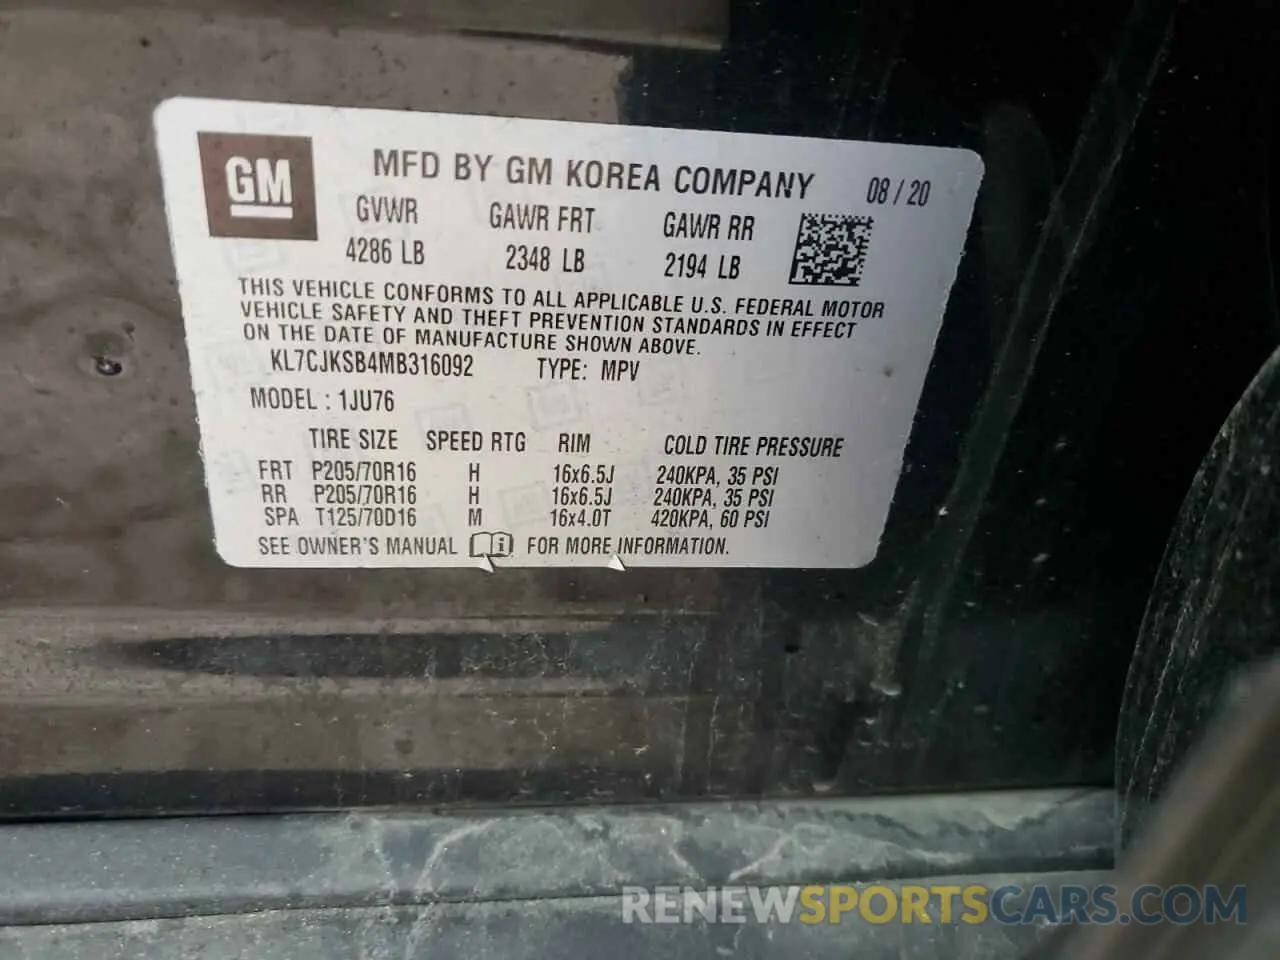 GM
MFD BY GM KOREA COMPANY 08 / 20
GVWR GAWR FRT GAWR RR
4286 LB 2348 LB 2194 LB
THIS VEHICLE CONFORMS TO ALL APPLICABLE U.S. FEDERAL MOTOR
VEHICLE SAFETY AND THEFT PREVENTION STANDARDS IN EFFECT
ON THE DATE OF MANUFACTURE SHOWN ABOVE.
KL7CJKSB4MB316092 TYPE: MPV
MODEL : 1JU76
TIRE SIZE SPEED RTG RIM COLD TIRE PRESSURE
FRT P205/70R16 H 16x6.5J 240KPA, 35 PSI
RR P205/70R16 H 16x6.5J 240KPA, 35 PSI
SPA T125/70D16 M 16x4.0T 420KPA, 60 PSI
SEE OWNER'S MANUAL i FOR MORE INFORMATION.
RENEWSPORTSCARS.COM